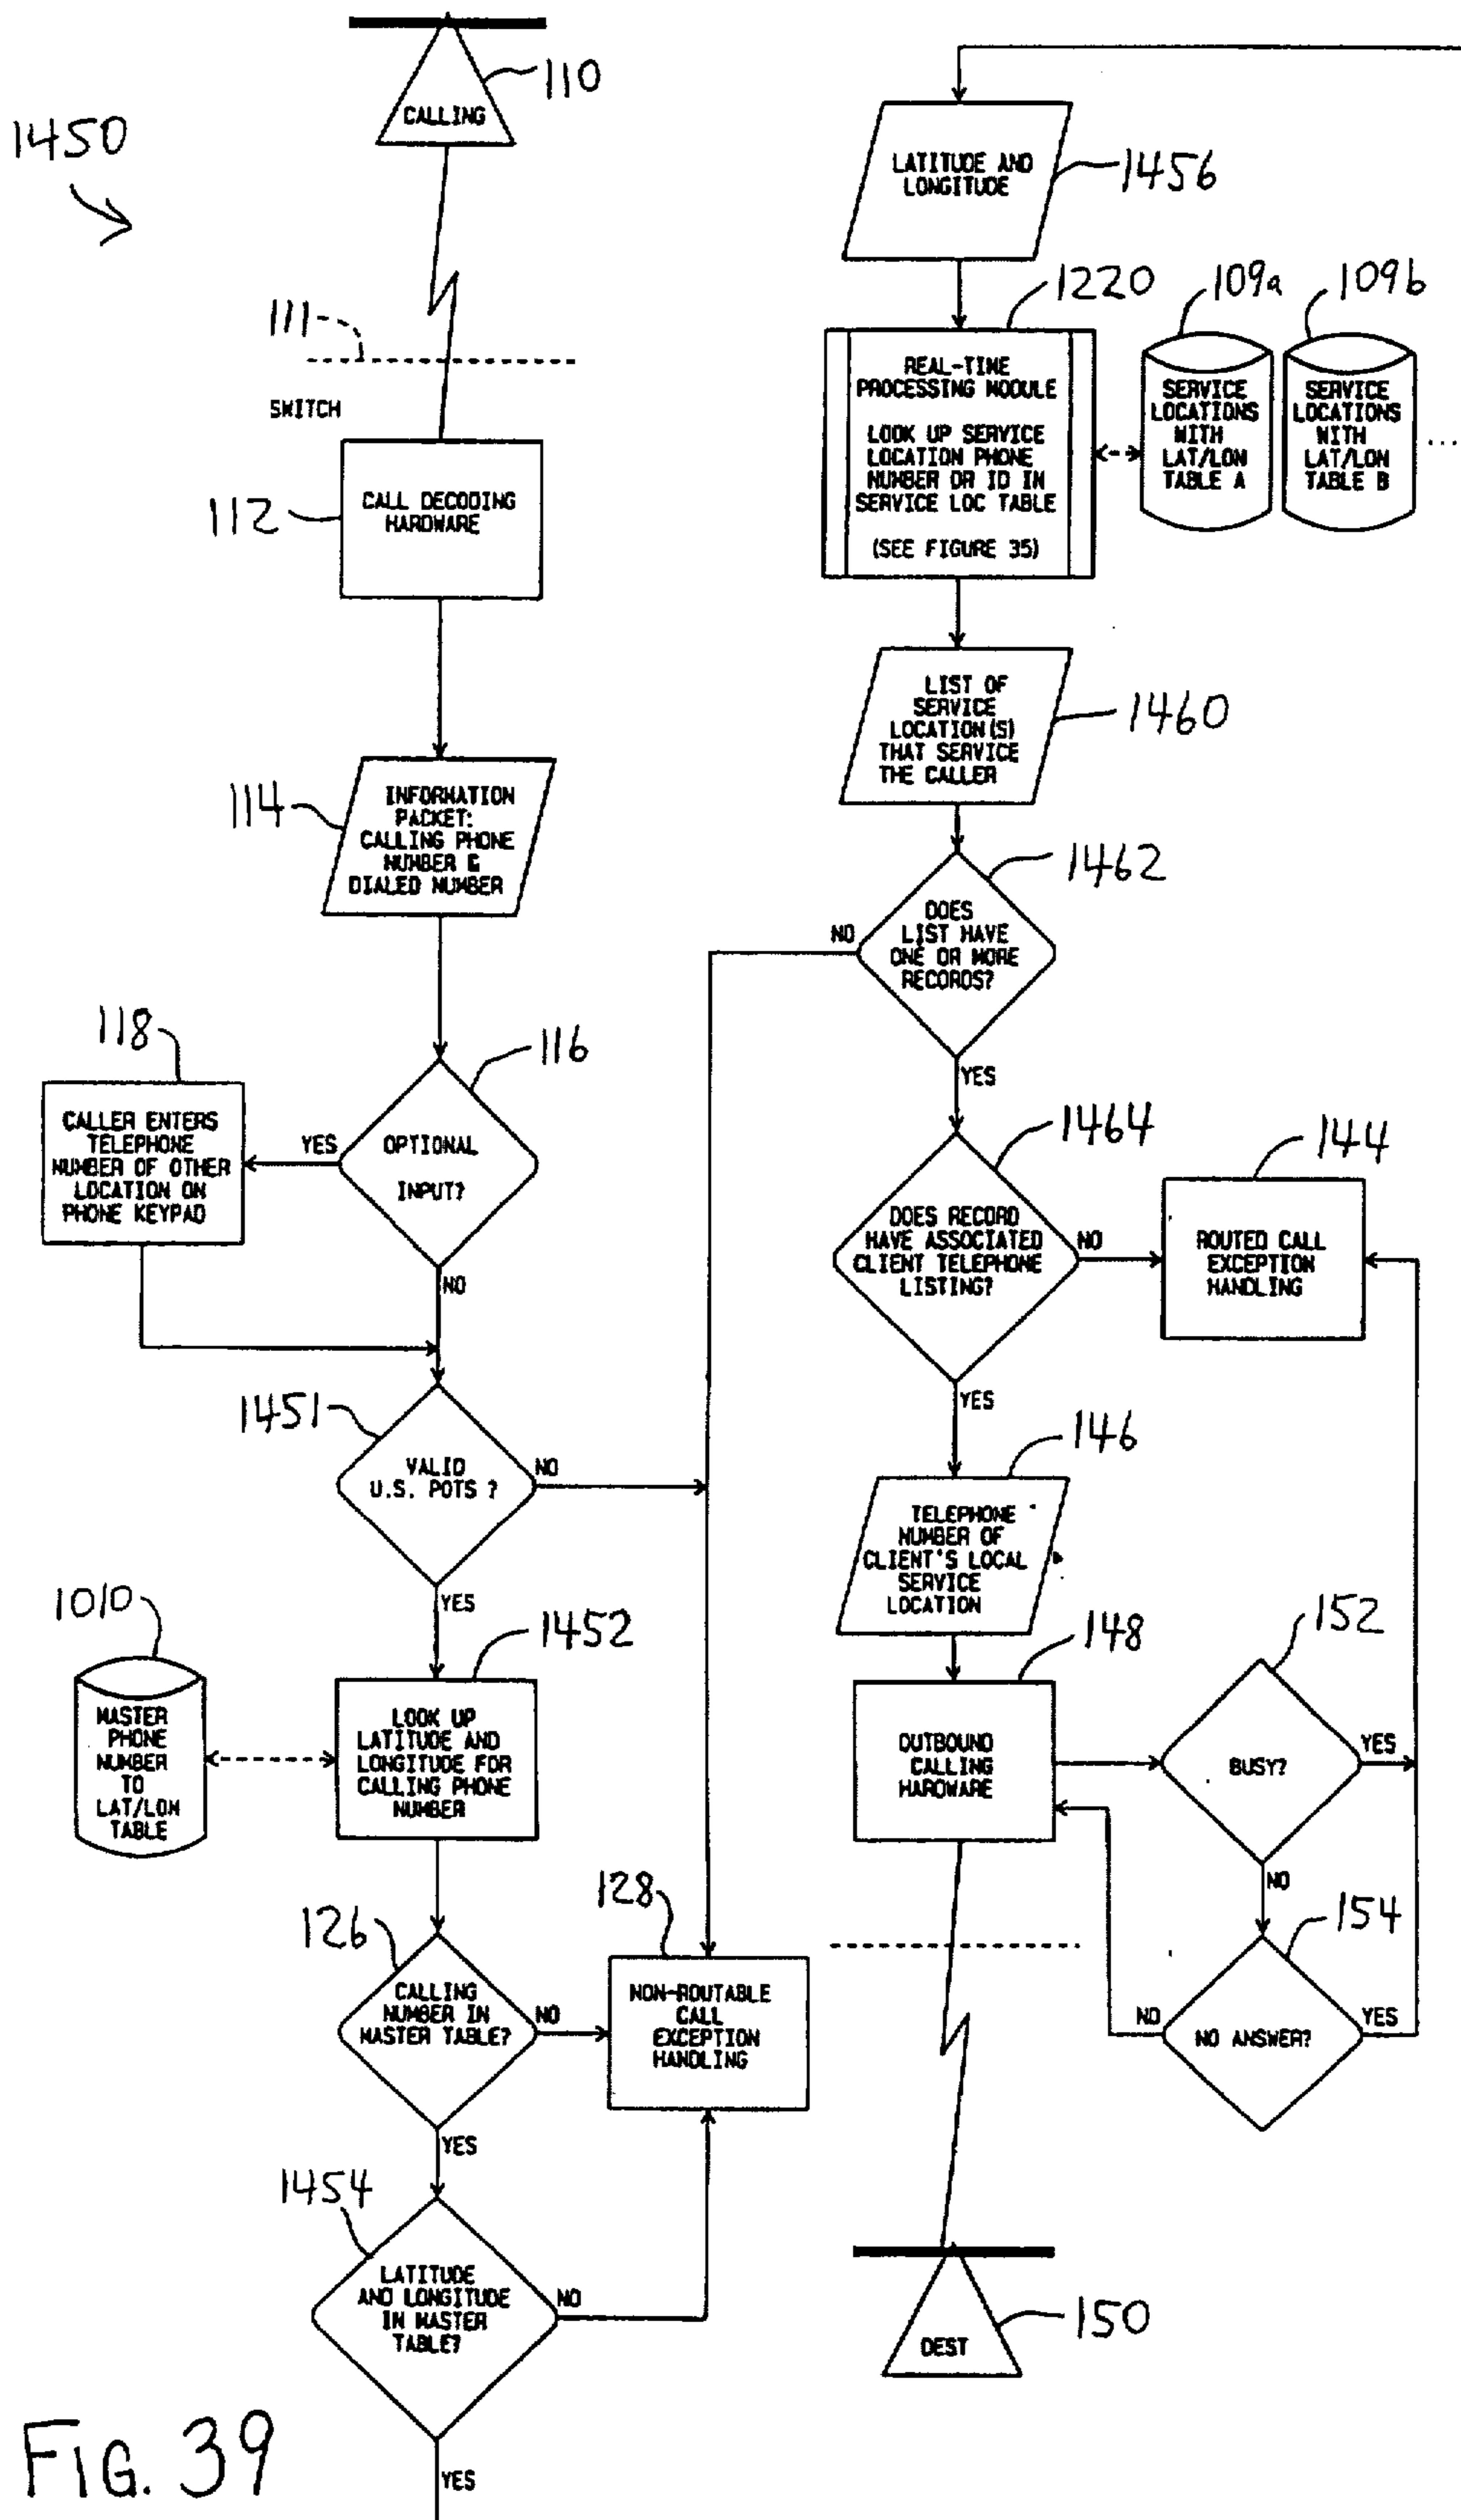 1450
CALLING
110
111
SWITCH
112
CALL DECODING
HARDWARE
114
INFORMATION
PACKET:
CALLING PHONE
NUMBER &
DIALED NUMBER
116
OPTIONAL
INPUT?
YES
NO
118
CALLER ENTERS
TELEPHONE
NUMBER OF OTHER
LOCATION ON
PHONE KEYPAD
1451
VALID
U.S. POTS ?
NO
YES
1010
MASTER
PHONE
NUMBER
TO
LAT/LON
TABLE
1452
LOOK UP
LATITUDE AND
LONGITUDE FOR
CALLING PHONE
NUMBER
126
CALLING
NUMBER IN
MASTER TABLE?
NO
YES
128
NON-ROUTABLE
CALL
EXCEPTION
HANDLING
1454
LATITUDE
AND LONGITUDE
IN MASTER
TABLE?
NO
YES
LATITUDE AND
LONGITUDE
1456
1220
REAL-TIME
PROCESSING MODULE
LOOK UP SERVICE
LOCATION PHONE
NUMBER OR ID IN
SERVICE LOC TABLE
(SEE FIGURE 35)
109a
SERVICE
LOCATIONS
WITH
LAT/LON
TABLE A
109b
SERVICE
LOCATIONS
WITH
LAT/LON
TABLE B
...
LIST OF
SERVICE
LOCATION(S)
THAT SERVICE
THE CALLER
1460
1462
DOES
LIST HAVE
ONE OR MORE
RECORDS?
NO
YES
1464
DOES RECORD
HAVE ASSOCIATED
CLIENT TELEPHONE
LISTING?
NO
YES
144
ROUTED CALL
EXCEPTION
HANDLING
146
TELEPHONE
NUMBER OF
CLIENT'S LOCAL
SERVICE
LOCATION
148
OUTBOUND
CALLING
HARDWARE
152
BUSY?
YES
NO
154
NO ANSWER?
NO
YES
DEST
150
FIG. 39